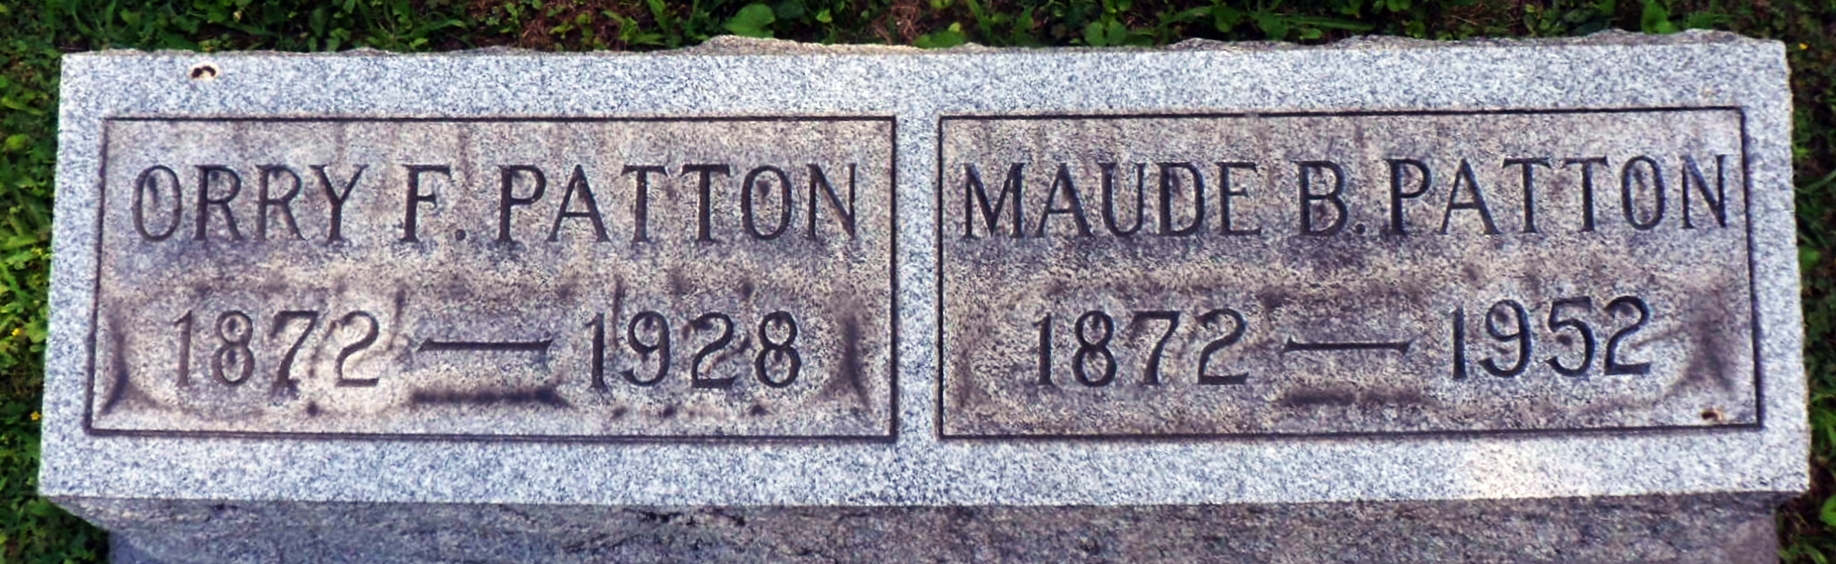 ORRY F. PATTON
1872 — 1928
MAUDE B. PATTON
1872 — 1952